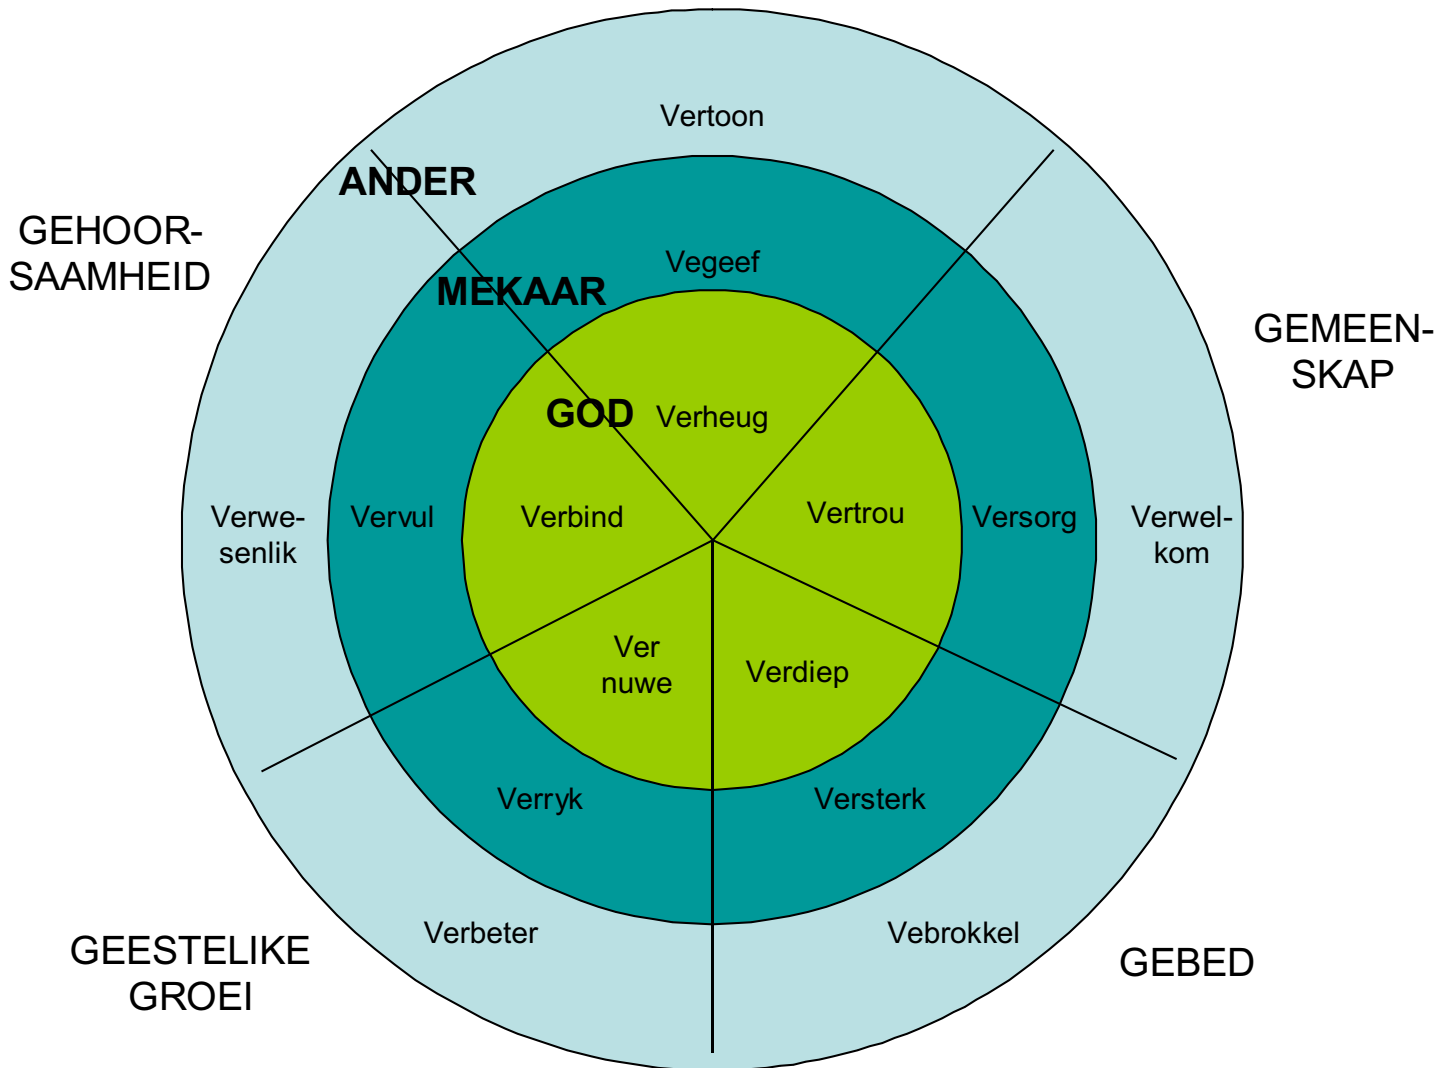 Vertoon
ANDER
GEHOOR-
SAAMHEID
Vegeef
MEKAAR
GEMEEN-
SKAP
GOD
Verheug
Verwe-
senlik
Vervul
Verbind
Vertrou
Versorg
Verwel-
kom
Ver
nuwe
Verdiep
Verryk
Versterk
Verbeter
Vebrokkel
GEESTELIKE
GROEI
GEBED